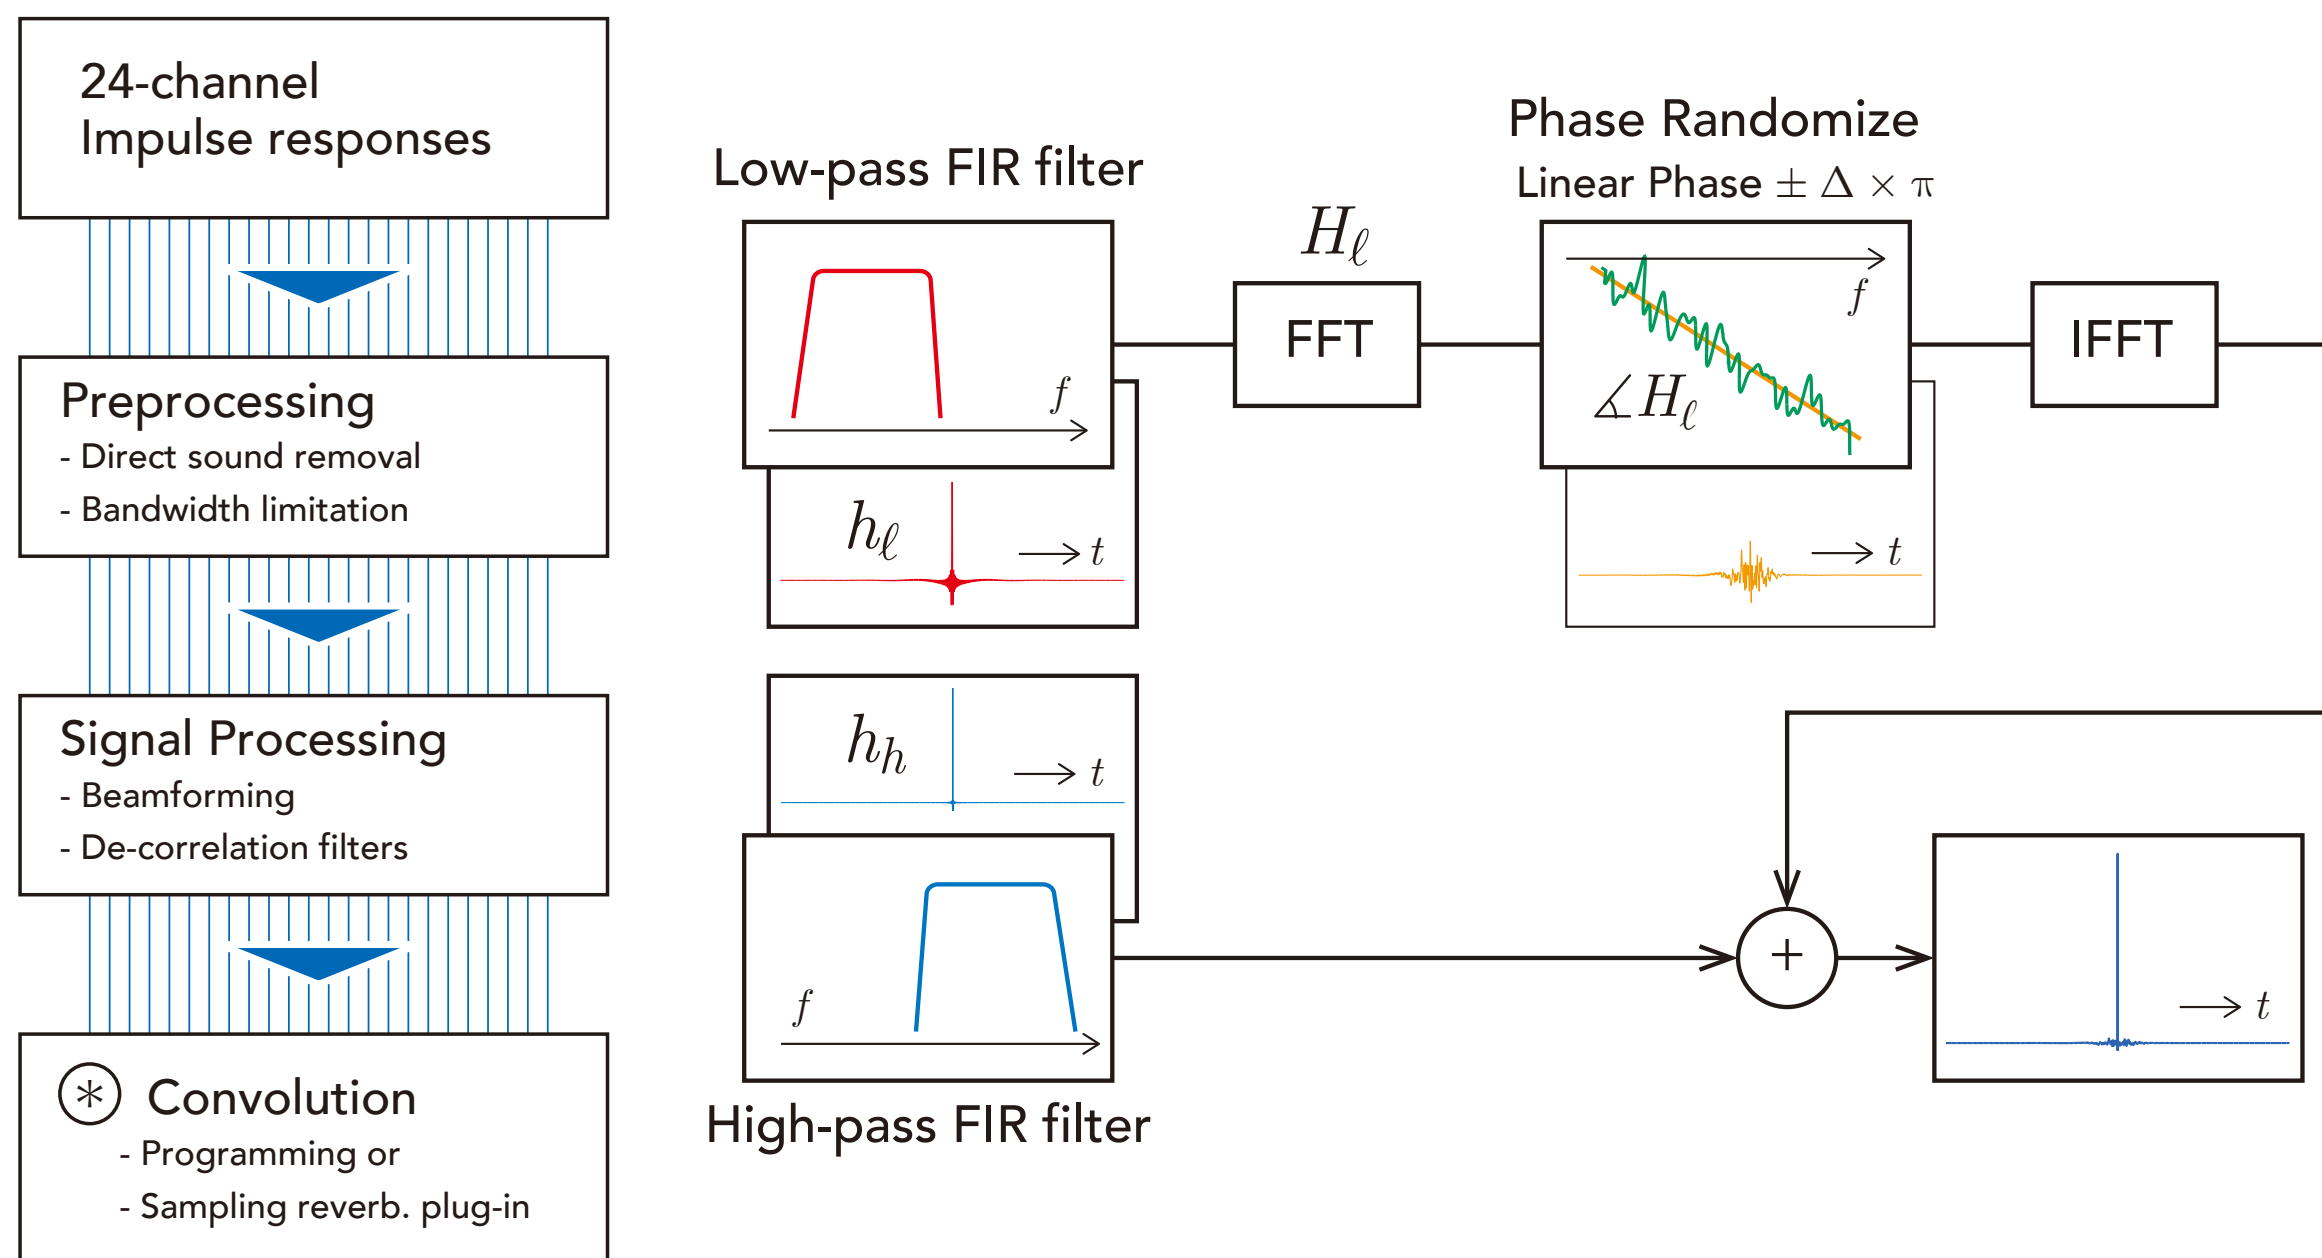 24-channel
Impulse responses
Preprocessing
- Direct sound removal
- Bandwidth limitation
Signal Processing
- Beamforming
- De-correlation filters
* Convolution
- Programming or
- Sampling reverb. plug-in
Low-pass FIR filter
f
hℓ
t
Hℓ
FFT
Phase Randomize
Linear Phase ± Δ × π
f
∡Hℓ
t
IFFT
hh
t
f
High-pass FIR filter
+
t